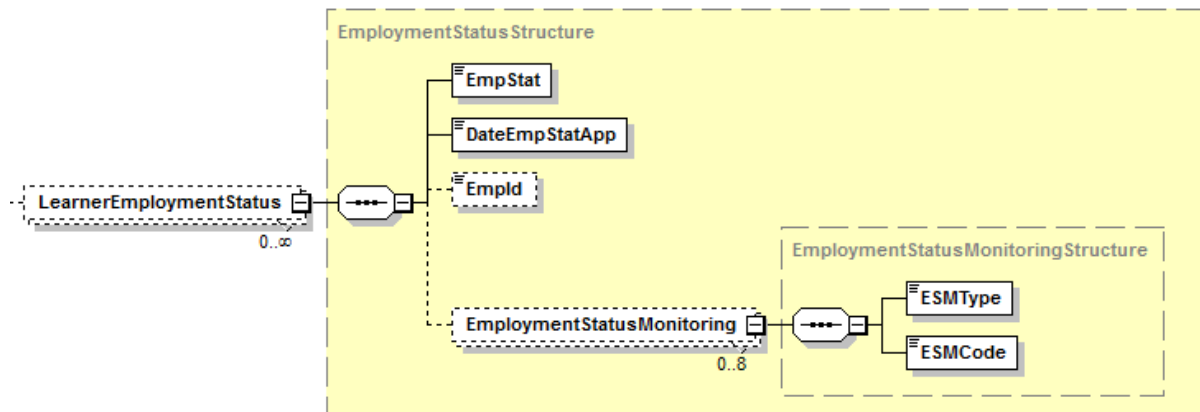 EmploymentStatusStructure
EmpStat
DateEmpStatApp
EmpId
LearnerEmploymentStatus
0..∞
EmploymentStatusMonitoringStructure
ESMType
EmploymentStatusMonitoring
0..8
ESMCode